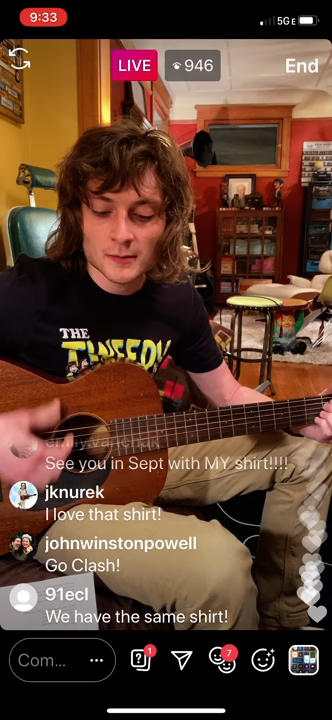 9:33
5GE
LIVE
946
End
THE
See you in Sept with MY shirt!!!!
jknurek
I love that shirt!
johnwinstonpowell
Go Clash!
91ecl
We have the same shirt!
Com...
1
7